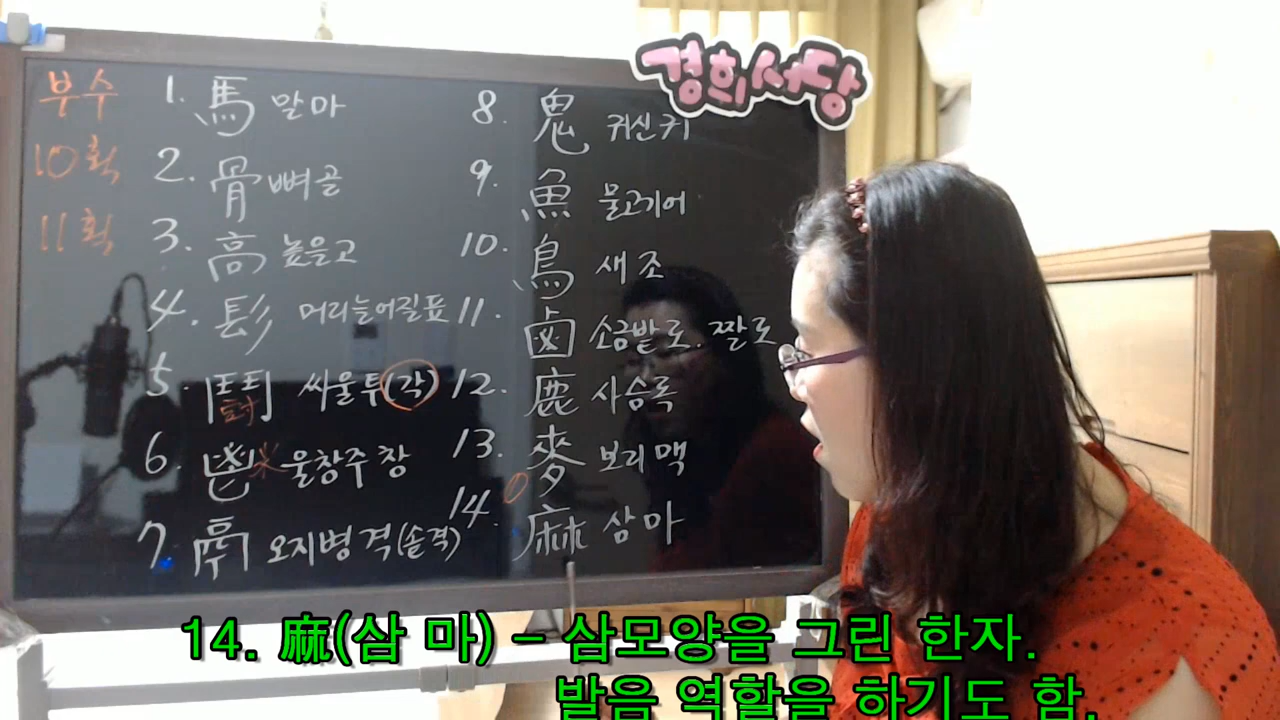 경희서당
부수
10획
11획
1. 馬 말마
2. 骨 뼈골
3. 高 높을고
4. 髟 머리늘어질표
5. 鬥 싸울투(각)
6. 鬯 울창주창
7. 鬲 오지병격(솥격)
8. 鬼 귀신귀
9. 魚 물고기어
10. 鳥 새조
11. 鹵 소금밭로. 짤로
12. 鹿 사슴록
13. 麥 보리맥
14. 麻 삼마
14. 麻(삼 마) - 삼모양을 그린 한자.
발음 역할을 하기도 함.